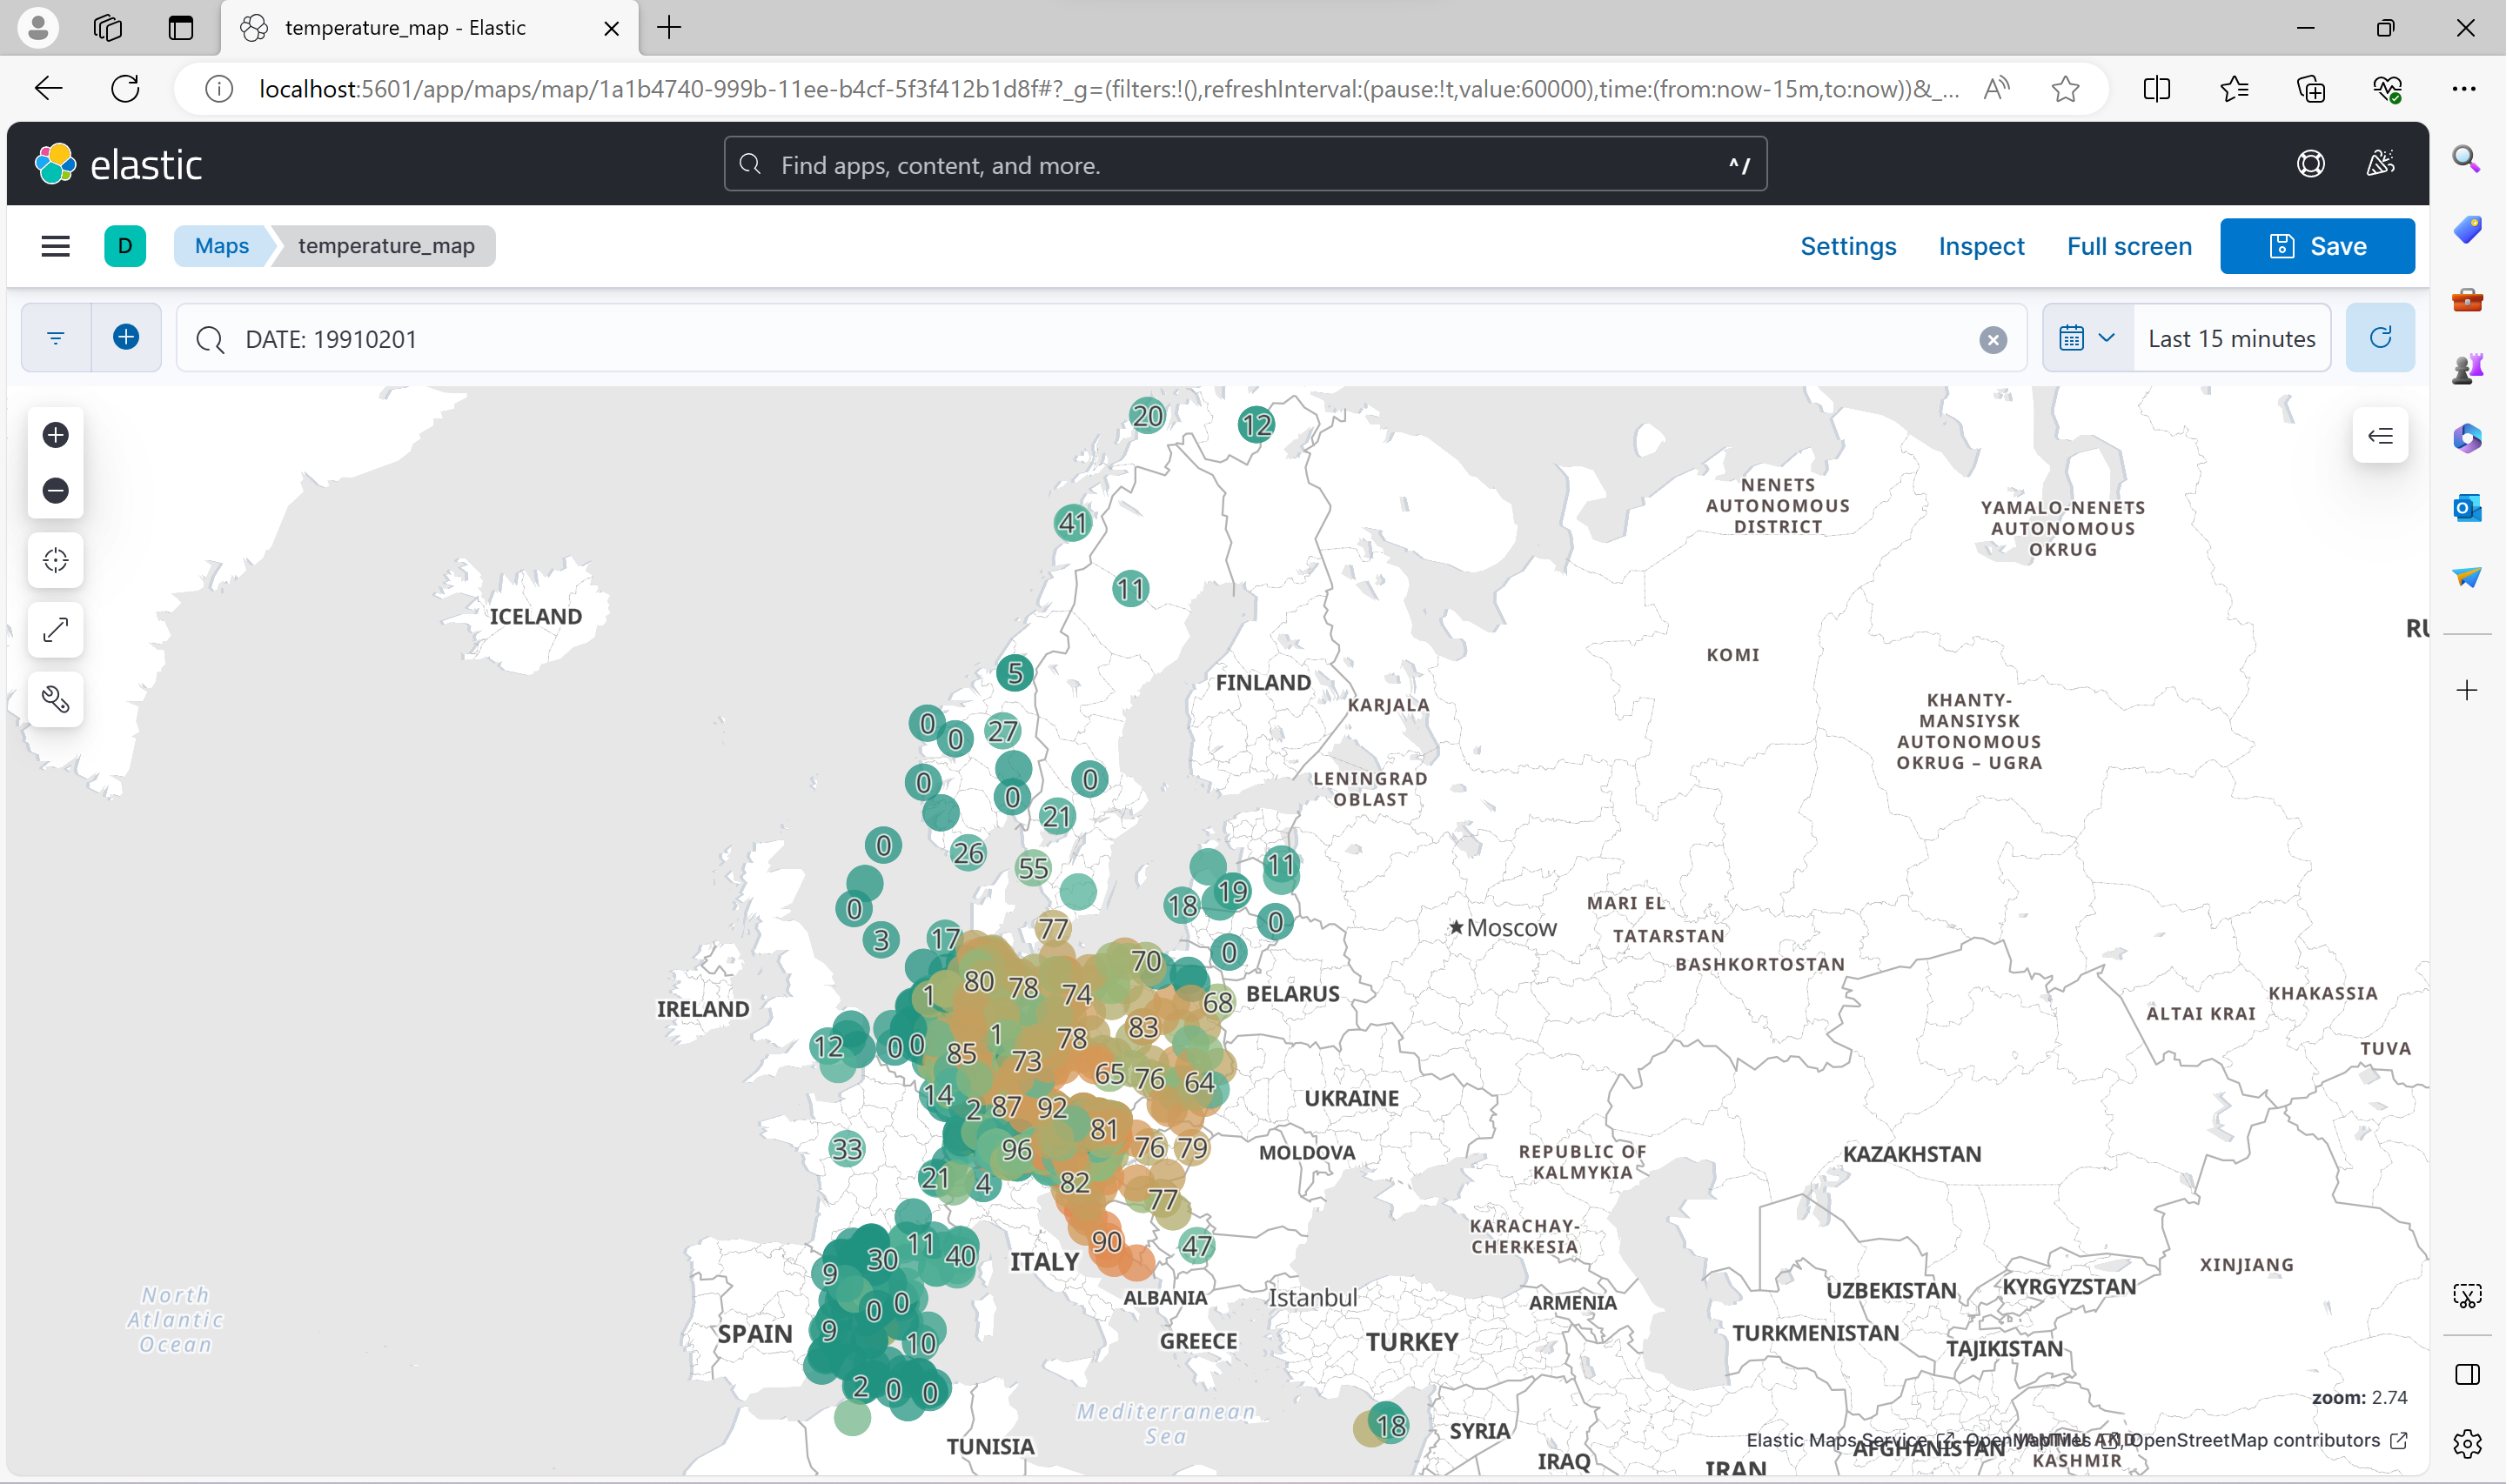 temperature_map - Elastic
localhost:5601/app/maps/map/1a1b4740-999b-11ee-b4cf-5f3f412b1d8f#?_g=(filters:!(),refreshInterval:(pause:!t,value:60000),time:(from:now-15m,to:now))&_...
elastic
Find apps, content, and more.
^/
D
Maps
temperature_map
Settings
Inspect
Full screen
Save
DATE: 19910201
Last 15 minutes
20
12
NENETS
AUTONOMOUS
DISTRICT
YAMALO-NENETS
AUTONOMOUS
OKRUG
41
11
ICELAND
RU
KOMI
5
FINLAND
KARJALA
KHANTY-
MANSIYSK
AUTONOMOUS
OKRUG – UGRA
0
0
27
0
0
0
LENINGRAD
OBLAST
21
0
26
55
11
18
19
0
0
MARI EL
Moscow
TATARSTAN
BASHKORTOSTAN
3
17
77
0
70
80
78
74
1
68
BELARUS
KHAKASSIA
IRELAND
ALTAI KRAI
83
12
0
0
85
1
73
78
TUVA
65
76
64
14
2
87
92
UKRAINE
81
33
96
76
79
MOLDOVA
REPUBLIC OF
KALMYKIA
KAZAKHSTAN
21
4
82
77
11
30
40
9
ITALY
90
47
KARACHAY-
CHERKESIA
XINJIANG
North
Atlantic
Ocean
0
0
ALBANIA
Istanbul
ARMENIA
UZBEKISTAN
KYRGYZSTAN
SPAIN
9
10
GREECE
TURKEY
TURKMENISTAN
TAJIKISTAN
2
0
0
zoom: 2.74
Mediterranean
Sea
18
SYRIA
TUNISIA
Elastic Maps Service
, OpenMapTiles
, OpenStreetMap contributors
AFGHANISTAN
KASHMIR
IRAQ
IRAN